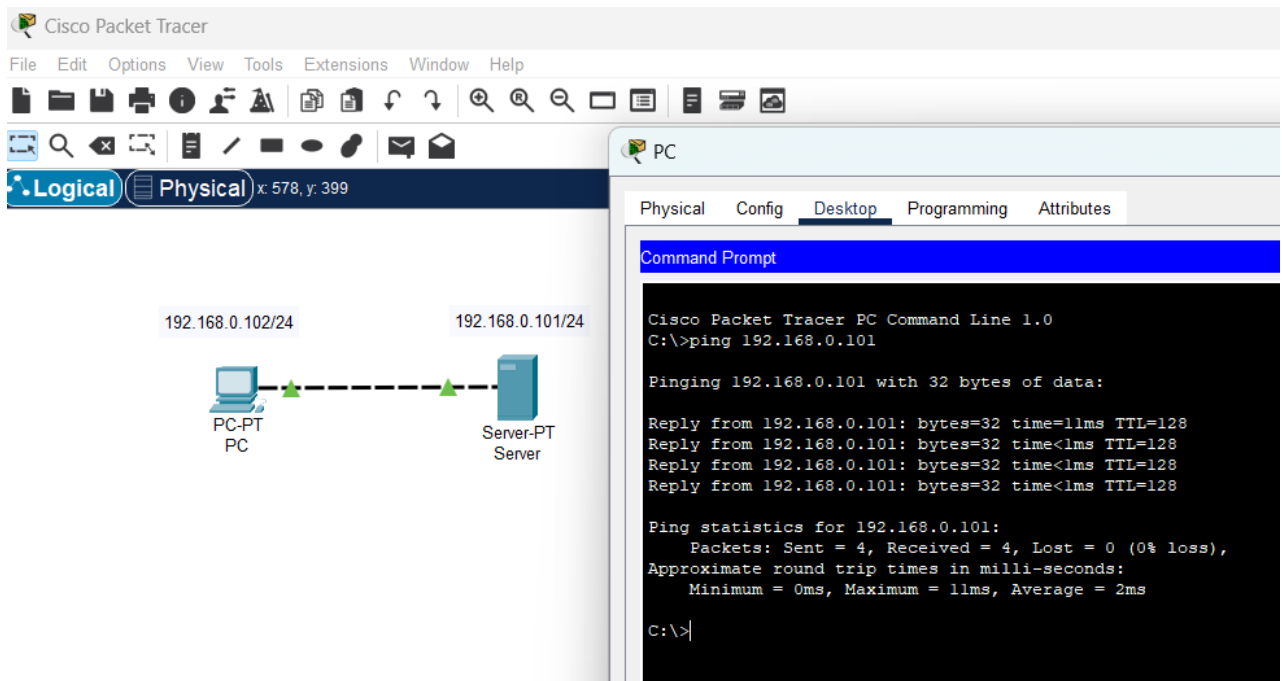 Cisco Packet Tracer
File Edit Options View Tools Extensions Window Help
Logical Physical x: 578, y: 399
192.168.0.102/24
192.168.0.101/24
PC-PT
PC
Server-PT
Server
PC
Physical Config Desktop Programming Attributes
Command Prompt
Cisco Packet Tracer PC Command Line 1.0
C:\>ping 192.168.0.101
Pinging 192.168.0.101 with 32 bytes of data:
Reply from 192.168.0.101: bytes=32 time=11ms TTL=128
Reply from 192.168.0.101: bytes=32 time<1ms TTL=128
Reply from 192.168.0.101: bytes=32 time<1ms TTL=128
Reply from 192.168.0.101: bytes=32 time<1ms TTL=128
Ping statistics for 192.168.0.101:
Packets: Sent = 4, Received = 4, Lost = 0 (0% loss),
Approximate round trip times in milli-seconds:
Minimum = 0ms, Maximum = 11ms, Average = 2ms
C:\>